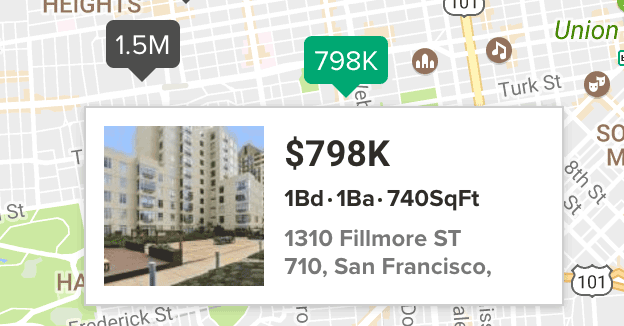 HEIGHTS
101
Union
1.5M
798K
Turk St
$798K
1Bd · 1Ba · 740SqFt
1310 Fillmore ST
710, San Francisco,
SO
M
8th St
St
St
HA
101
Frederick St